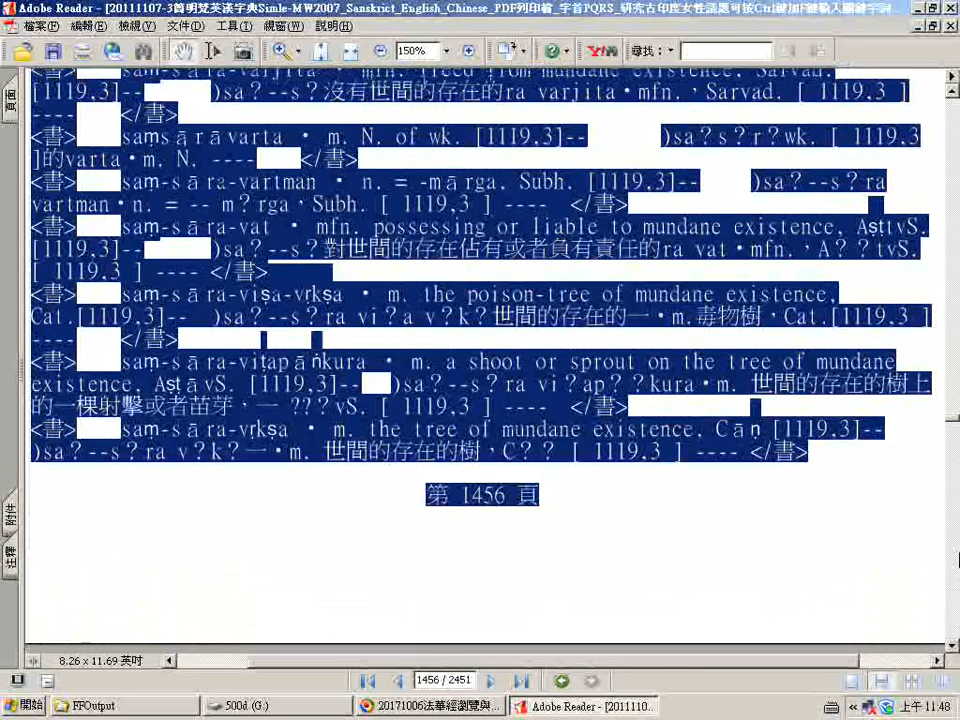 Adobe Reader - [20111107-3簡明梵英漢字典Simle-MW2007_Sanskrit_English_Chinese_PDF列印檔_字首PQRS_研究古印度女性議題可按Ctrl鍵加F鍵輸入關鍵字詞
檔案(F) 編輯(E) 檢視(V) 文件(D) 工具(T) 視窗(W) 說明(H)
150% Y! 尋找：
頁面
[1119,3]-- )sa？--s？沒有世間的存在的ra varjita‧mfn.，Sarvad. [ 1119,3 ]
---- </書>
<書> saṃsārāvarta ‧ m. N. of wk. [1119,3]-- )sa？s？r？wk. [ 1119,3
]的varta‧m. N. ---- </書>
<書> saṃ-sāra-vartman ‧ n. = -mārga, Subh. [1119,3]-- )sa？--s？ra
vartman‧n. = -- m？rga，Subh. [ 1119,3 ] ---- </書>
<書> saṃ-sāra-vat ‧ mfn. possessing or liable to mundane existence, AṣṭtvS.
[1119,3]-- )sa？--s？對世間的存在佔有或者負有責任的ra vat‧mfn. ，A？？tvS.
[ 1119,3 ] ---- </書>
<書> saṃ-sāra-viṣa-vṛkṣa ‧ m. the poison-tree of mundane existence,
Cat.[1119,3]-- )sa？--s？ra vi？a v？k？世間的存在的一‧m.毒物樹，Cat.[1119,3 ]
---- </書>
<書> saṃ-sāra-viṭapāṅkura ‧ m. a shoot or sprout on the tree of mundane
existence, AṣṭāvS. [1119,3]-- )sa？--s？ra vi？ap？？kura‧m. 世間的存在的樹上
的一棵射擊或者苗芽，一 ???vS. [ 1119,3 ] ---- </書>
<書> saṃ-sāra-vṛkṣa ‧ m. the tree of mundane existence, Cāṇ [1119,3]--
)sa？--s？ra v？k？一‧m. 世間的存在的樹，C？？ [ 1119,3 ] ---- </書>
第 1456 頁
附件
注釋
8.26 x 11.69 英吋
1456 / 2451
開始 FFOutput 500d (G:) 20171006法華經瀏覽與... Adobe Reader - [2011110... « 上午 11:48